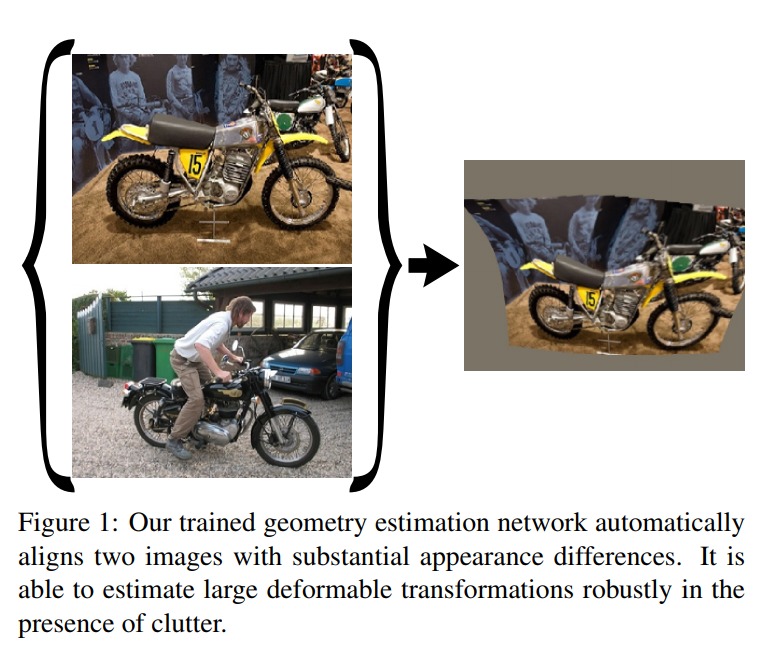 15
15
Figure 1: Our trained geometry estimation network automatically
aligns two images with substantial appearance differences. It is
able to estimate large deformable transformations robustly in the
presence of clutter.